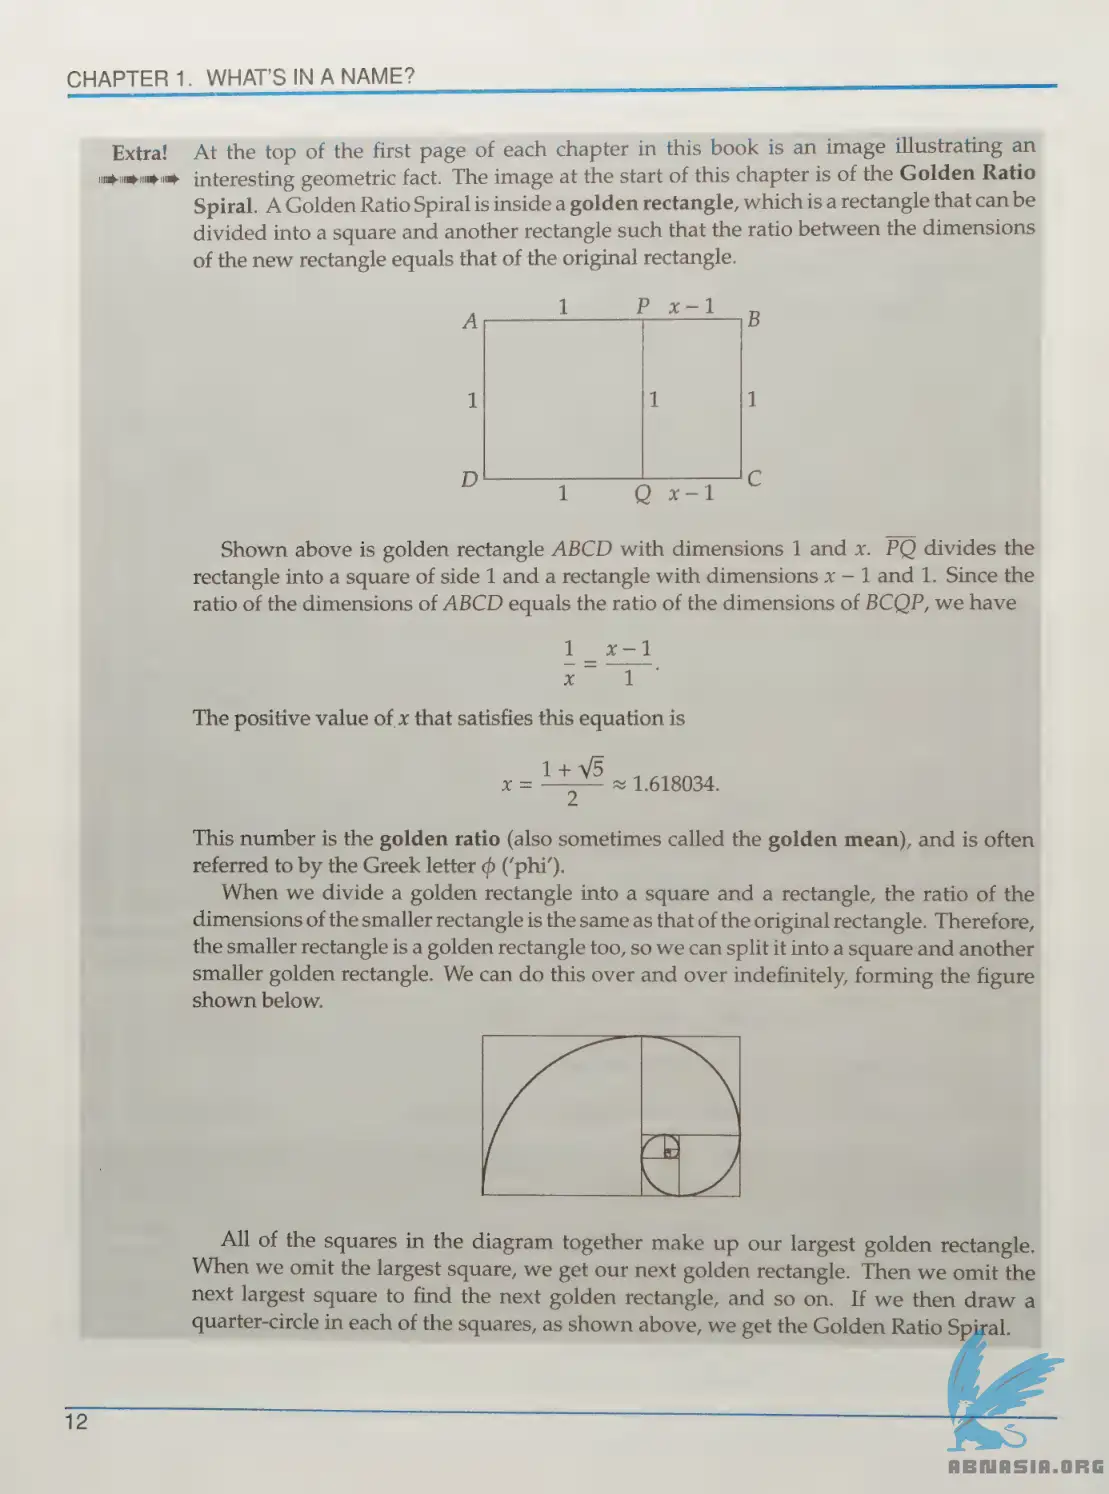 CHAPTER 1. WHAT'S IN A NAME?
Extra! At the top of the first page of each chapter in this book is an image illustrating an
interesting geometric fact. The image at the start of this chapter is of the Golden Ratio
Spiral. A Golden Ratio Spiral is inside a golden rectangle, which is a rectangle that can be
divided into a square and another rectangle such that the ratio between the dimensions
of the new rectangle equals that of the original rectangle.
1 P x − 1
A B
1 1 1
D C
1 Q x − 1
Shown above is golden rectangle ABCD with dimensions 1 and x. PQ divides the
rectangle into a square of side 1 and a rectangle with dimensions x − 1 and 1. Since the
ratio of the dimensions of ABCD equals the ratio of the dimensions of BCQP, we have
1/x = (x − 1)/1.
The positive value of x that satisfies this equation is
x = (1 + √5)/2 ≈ 1.618034.
This number is the golden ratio (also sometimes called the golden mean), and is often
referred to by the Greek letter ϕ ('phi').
When we divide a golden rectangle into a square and a rectangle, the ratio of the
dimensions of the smaller rectangle is the same as that of the original rectangle. Therefore,
the smaller rectangle is a golden rectangle too, so we can split it into a square and another
smaller golden rectangle. We can do this over and over indefinitely, forming the figure
shown below.
All of the squares in the diagram together make up our largest golden rectangle.
When we omit the largest square, we get our next golden rectangle. Then we omit the
next largest square to find the next golden rectangle, and so on. If we then draw a
quarter-circle in each of the squares, as shown above, we get the Golden Ratio Spiral.
12
ABNASIA.ORG